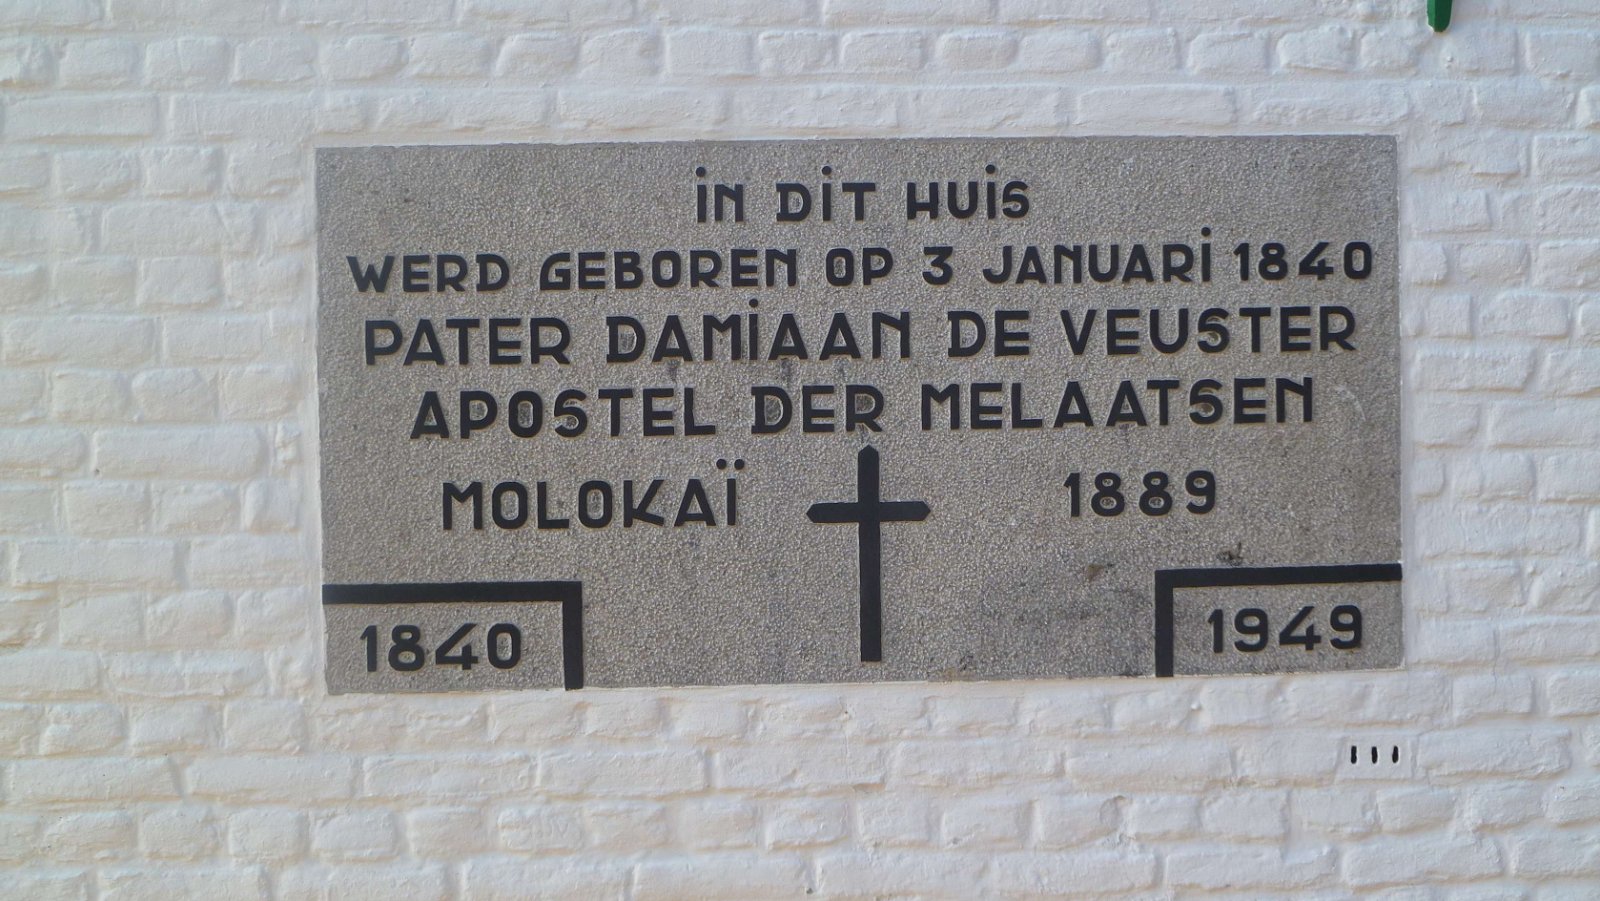 iN DiT HUiS
WERD GEBOREN OP 3 JANUARi 1840
PATER DAMiAAN DE VEUSTER
APOSTEL DER MELAATSEN
MOLOKAÏ 1889
1840 1949